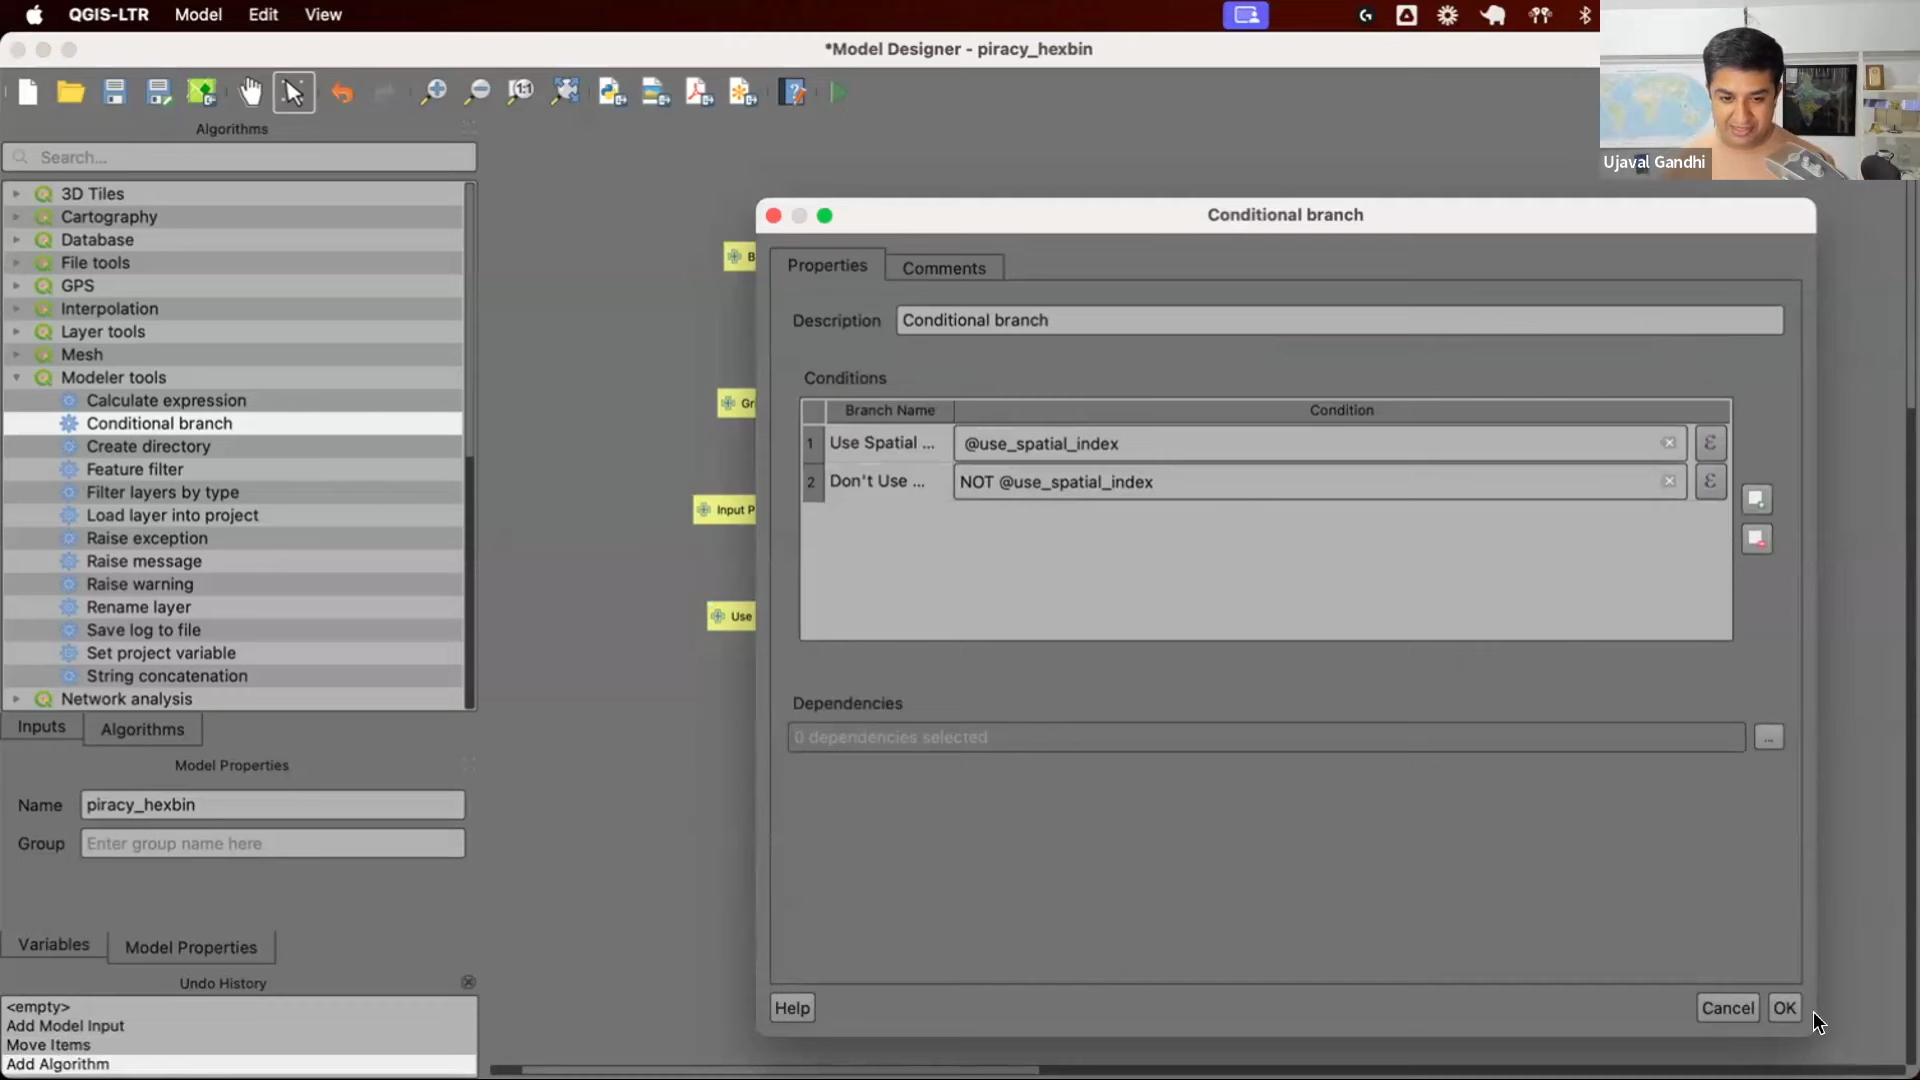 QGIS-LTR Model Edit View
*Model Designer - piracy_hexbin
Ujaval Gandhi
Algorithms
Search...
3D Tiles
Cartography
Database
File tools
GPS
Interpolation
Layer tools
Mesh
Modeler tools
Calculate expression
Conditional branch
Create directory
Feature filter
Filter layers by type
Load layer into project
Raise exception
Raise message
Raise warning
Rename layer
Save log to file
Set project variable
String concatenation
Network analysis
Inputs Algorithms
Model Properties
Name piracy_hexbin
Group Enter group name here
Variables Model Properties
Undo History
<empty>
Add Model Input
Move Items
Add Algorithm
B
Gr
Input P
Use
Conditional branch
Properties Comments
Description Conditional branch
Conditions
Branch Name Condition
1 Use Spatial ... @use_spatial_index ε
2 Don't Use ... NOT @use_spatial_index ε
Dependencies
0 dependencies selected ...
Help Cancel OK